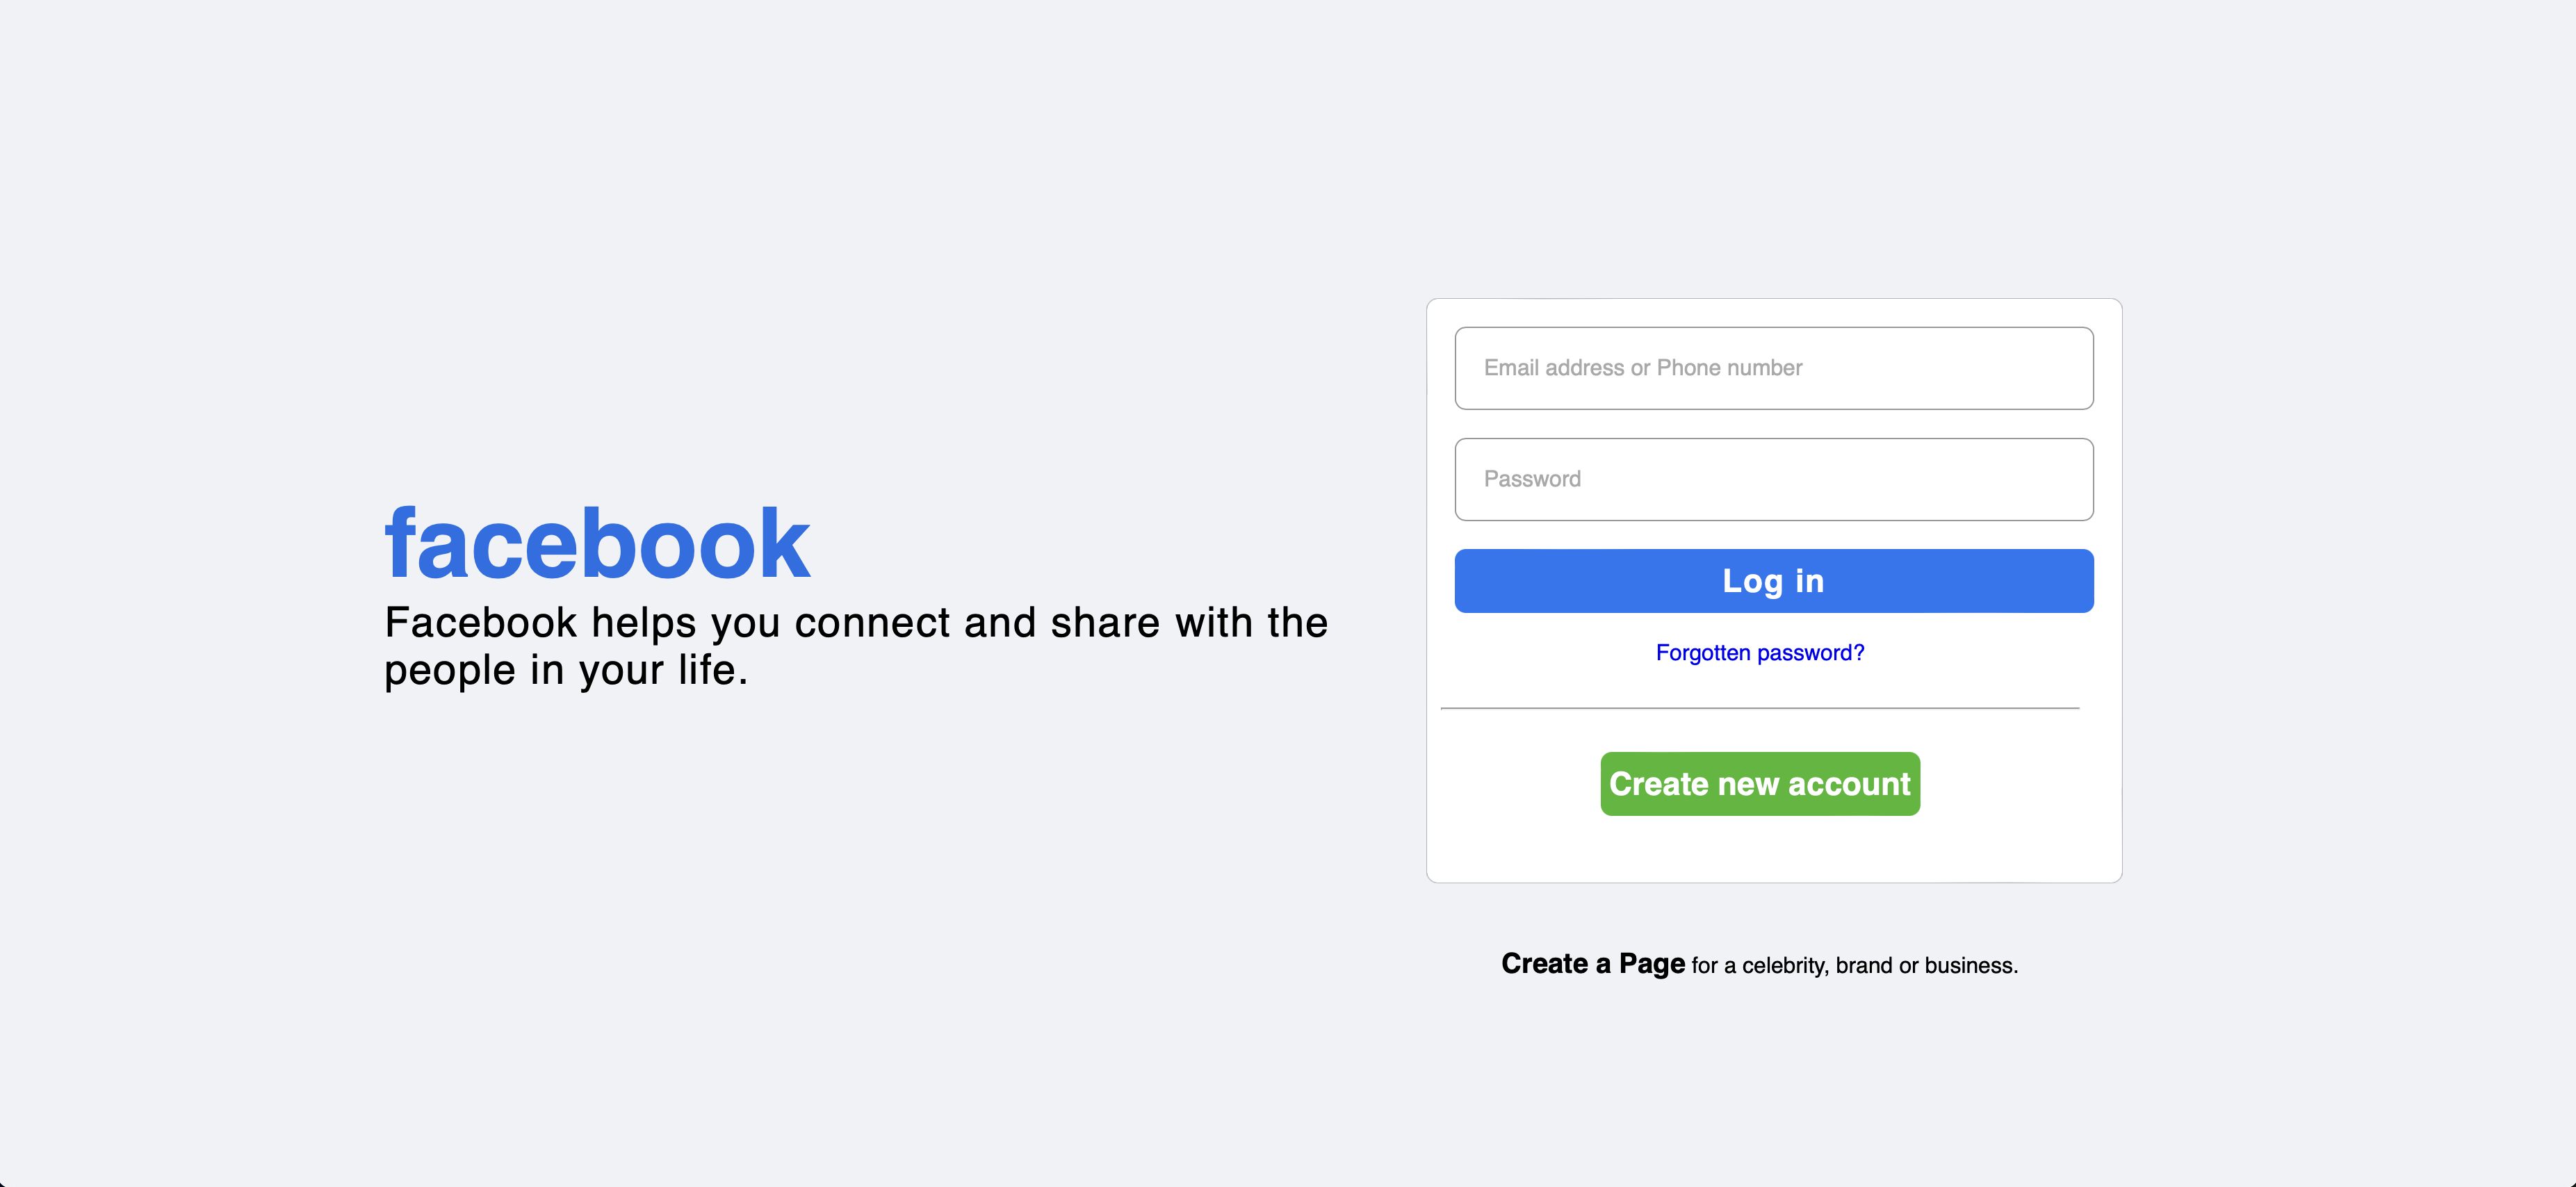 facebook
Facebook helps you connect and share with the
people in your life.
Email address or Phone number
Password
Log in
Forgotten password?
Create new account
Create a Page for a celebrity, brand or business.